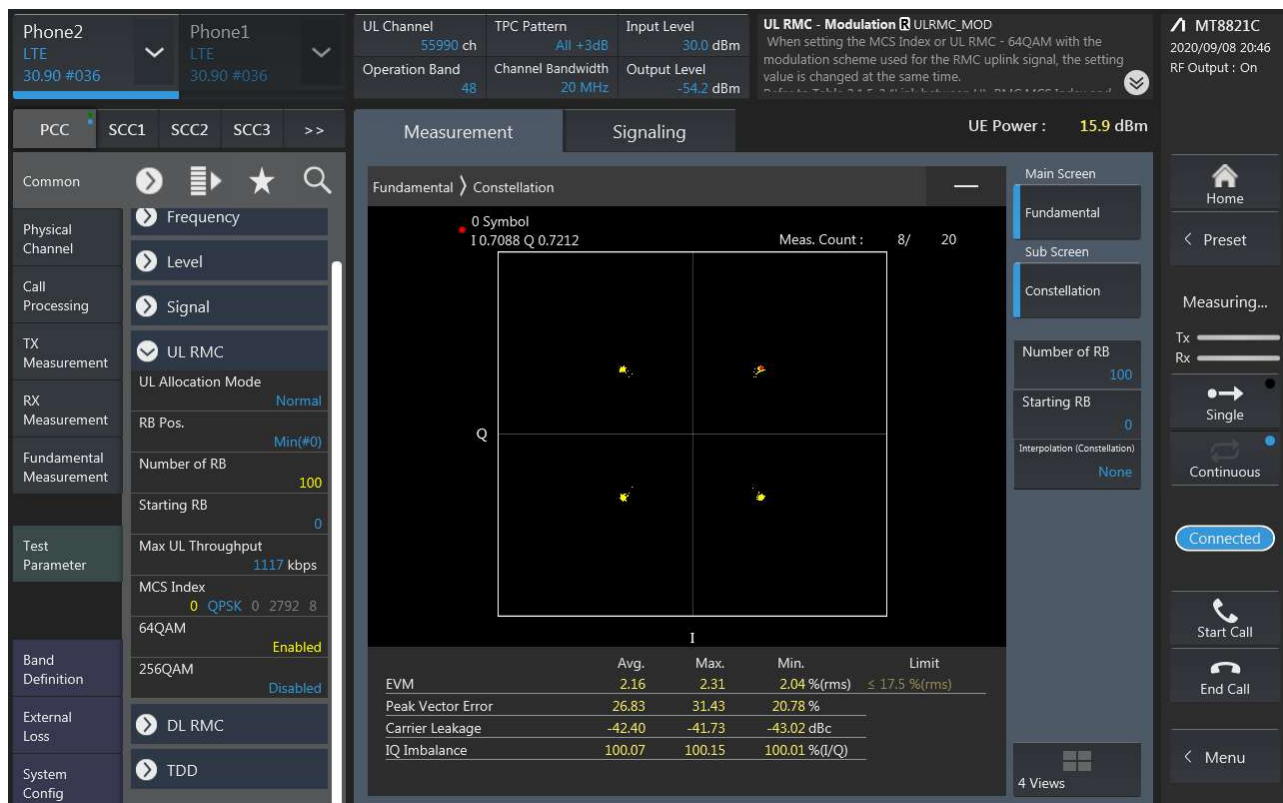 Phone2
LTE
30.90 #036
Phone1
LTE
30.90 #036
UL Channel
55990 ch
Operation Band
48
TPC Pattern
All +3dB
Channel Bandwidth
20 MHz
Input Level
30.0 dBm
Output Level
-54.2 dBm
UL RMC - Modulation R ULRMC_MOD
When setting the MCS Index or UL RMC - 64QAM with the
modulation scheme used for the RMC uplink signal, the setting
value is changed at the same time.
MT8821C
2020/09/08 20:46
RF Output : On
PCC SCC1 SCC2 SCC3 >>
Measurement Signaling
UE Power : 15.9 dBm
Common
Physical
Channel
Call
Processing
TX
Measurement
RX
Measurement
Fundamental
Measurement
Test
Parameter
Band
Definition
External
Loss
System
Config
Frequency
Level
Signal
UL RMC
UL Allocation Mode
Normal
RB Pos.
Min(#0)
Number of RB
100
Starting RB
0
Max UL Throughput
1117 kbps
MCS Index
0 QPSK 0 2792 8
64QAM
Enabled
256QAM
Disabled
DL RMC
TDD
Fundamental 〉 Constellation
0 Symbol
I 0.7088 Q 0.7212
Meas. Count : 8/ 20
Q
I
Avg. Max. Min. Limit
EVM 2.16 2.31 2.04 %(rms) ≤ 17.5 %(rms)
Peak Vector Error 26.83 31.43 20.78 %
Carrier Leakage -42.40 -41.73 -43.02 dBc
IQ Imbalance 100.07 100.15 100.01 %(I/Q)
Main Screen
Fundamental
Sub Screen
Constellation
Number of RB
100
Starting RB
0
Interpolation (Constellation)
None
4 Views
Home
< Preset
Measuring...
Tx
Rx
Single
Continuous
Connected
Start Call
End Call
< Menu